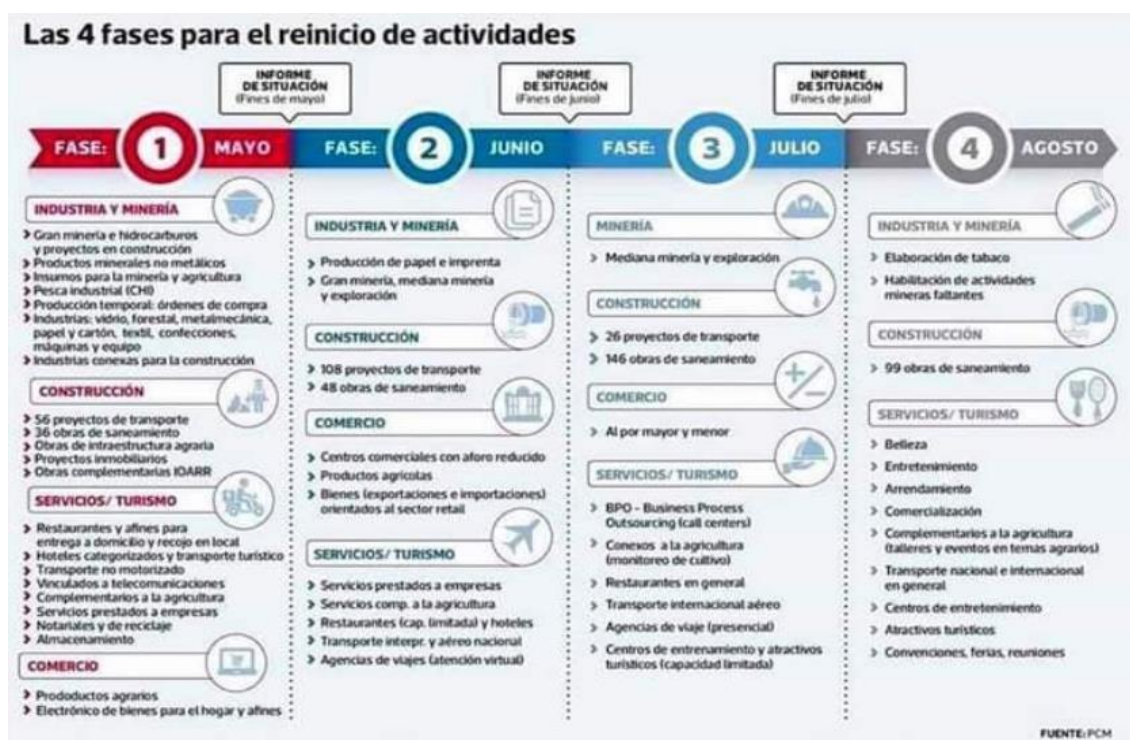 Las 4 fases para el reinicio de actividades
INFORME
DE SITUACIÓN
(Fines de mayo)
INFORME
DE SITUACIÓN
(Fines de junio)
INFORME
DE SITUACIÓN
(Fines de julio)
FASE: 1 MAYO
INDUSTRIA Y MINERÍA
Gran minería e hidrocarburos
y proyectos en construcción
Productos minerales no metálicos
Insumos para la minería y agricultura
Pesca industrial (CHI)
Producción temporal: órdenes de compra
Industrias: vidrio, forestal, metalmecánica,
papel y cartón, textil, confecciones,
máquinas y equipo
Industrias conexas para la construcción
CONSTRUCCIÓN
56 proyectos de transporte
36 obras de saneamiento
Obras de intraestructura agraria
Proyectos inmobiliarios
Obras complementarias IOARR
SERVICIOS/ TURISMO
Restaurantes y afines para
entrega a domicilio y recojo en local
Hoteles categorizados y transporte turístico
Transporte no motorizado
Vinculados a telecomunicaciones
Complementarios a la agricultura
Servicios prestados a empresas
Notariales y de reciclaje
Almacenamiento
COMERCIO
Prodoductos agrarios
Electrónico de bienes para el hogar y afines
FASE: 2 JUNIO
INDUSTRIA Y MINERÍA
Producción de papel e imprenta
Gran minería, mediana minería
y exploración
CONSTRUCCIÓN
108 proyectos de transporte
48 obras de saneamiento
COMERCIO
Centros comerciales con aforo reducido
Productos agrícolas
Bienes (exportaciones e importaciones)
orientados al sector retail
SERVICIOS/ TURISMO
Servicios prestados a empresas
Servicios comp. a la agricultura
Restaurantes (cap. limitada) y hoteles
Transporte interpr. y aéreo nacional
Agencias de viajes (atención virtual)
FASE: 3 JULIO
MINERÍA
Mediana minería y exploración
CONSTRUCCIÓN
26 proyectos de transporte
146 obras de saneamiento
COMERCIO
Al por mayor y menor
SERVICIOS/ TURISMO
BPO - Business Process
Outsourcing (call centers)
Conexos a la agricultura
(monitoreo de cultivo)
Restaurantes en general
Transporte internacional aéreo
Agencias de viaje (presencial)
Centros de entrenamiento y atractivos
turísticos (capacidad limitada)
FASE: 4 AGOSTO
INDUSTRIA Y MINERÍA
Elaboración de tabaco
Habilitación de actividades
mineras faltantes
CONSTRUCCIÓN
99 obras de saneamiento
SERVICIOS/ TURISMO
Belleza
Entretenimiento
Arrendamiento
Comercialización
Complementarios a la agricultura
(talleres y eventos en temas agrarios)
Transporte nacional e internacional
en general
Centros de entretenimiento
Atractivos turísticos
Convenciones, ferias, reuniones
FUENTE: PCM